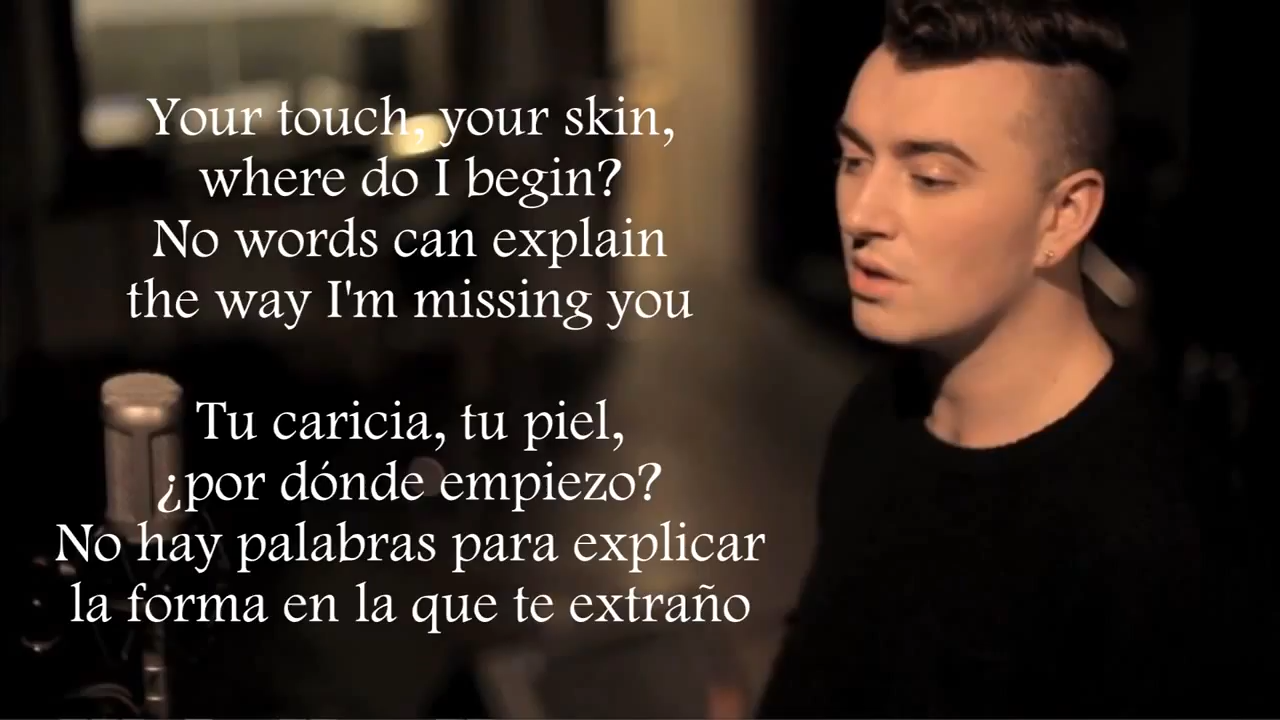 Your touch, your skin,
where do I begin?
No words can explain
the way I'm missing you
Tu caricia, tu piel,
¿por dónde empiezo?
No hay palabras para explicar
la forma en la que te extraño